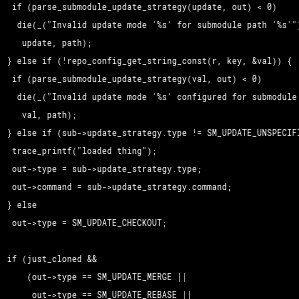 if (parse_submodule_update_strategy(update, out) < 0)
die(_("Invalid update mode '%s' for submodule path '%s'"
update, path);
} else if (!repo_config_get_string_const(r, key, &val)) {
if (parse_submodule_update_strategy(val, out) < 0)
die(_("Invalid update mode '%s' configured for submodule
val, path);
} else if (sub->update_strategy.type != SM_UPDATE_UNSPECIFI
trace_printf("loaded thing");
out->type = sub->update_strategy.type;
out->command = sub->update_strategy.command;
} else
out->type = SM_UPDATE_CHECKOUT;
if (just_cloned &&
(out->type == SM_UPDATE_MERGE ||
out->type == SM_UPDATE_REBASE ||